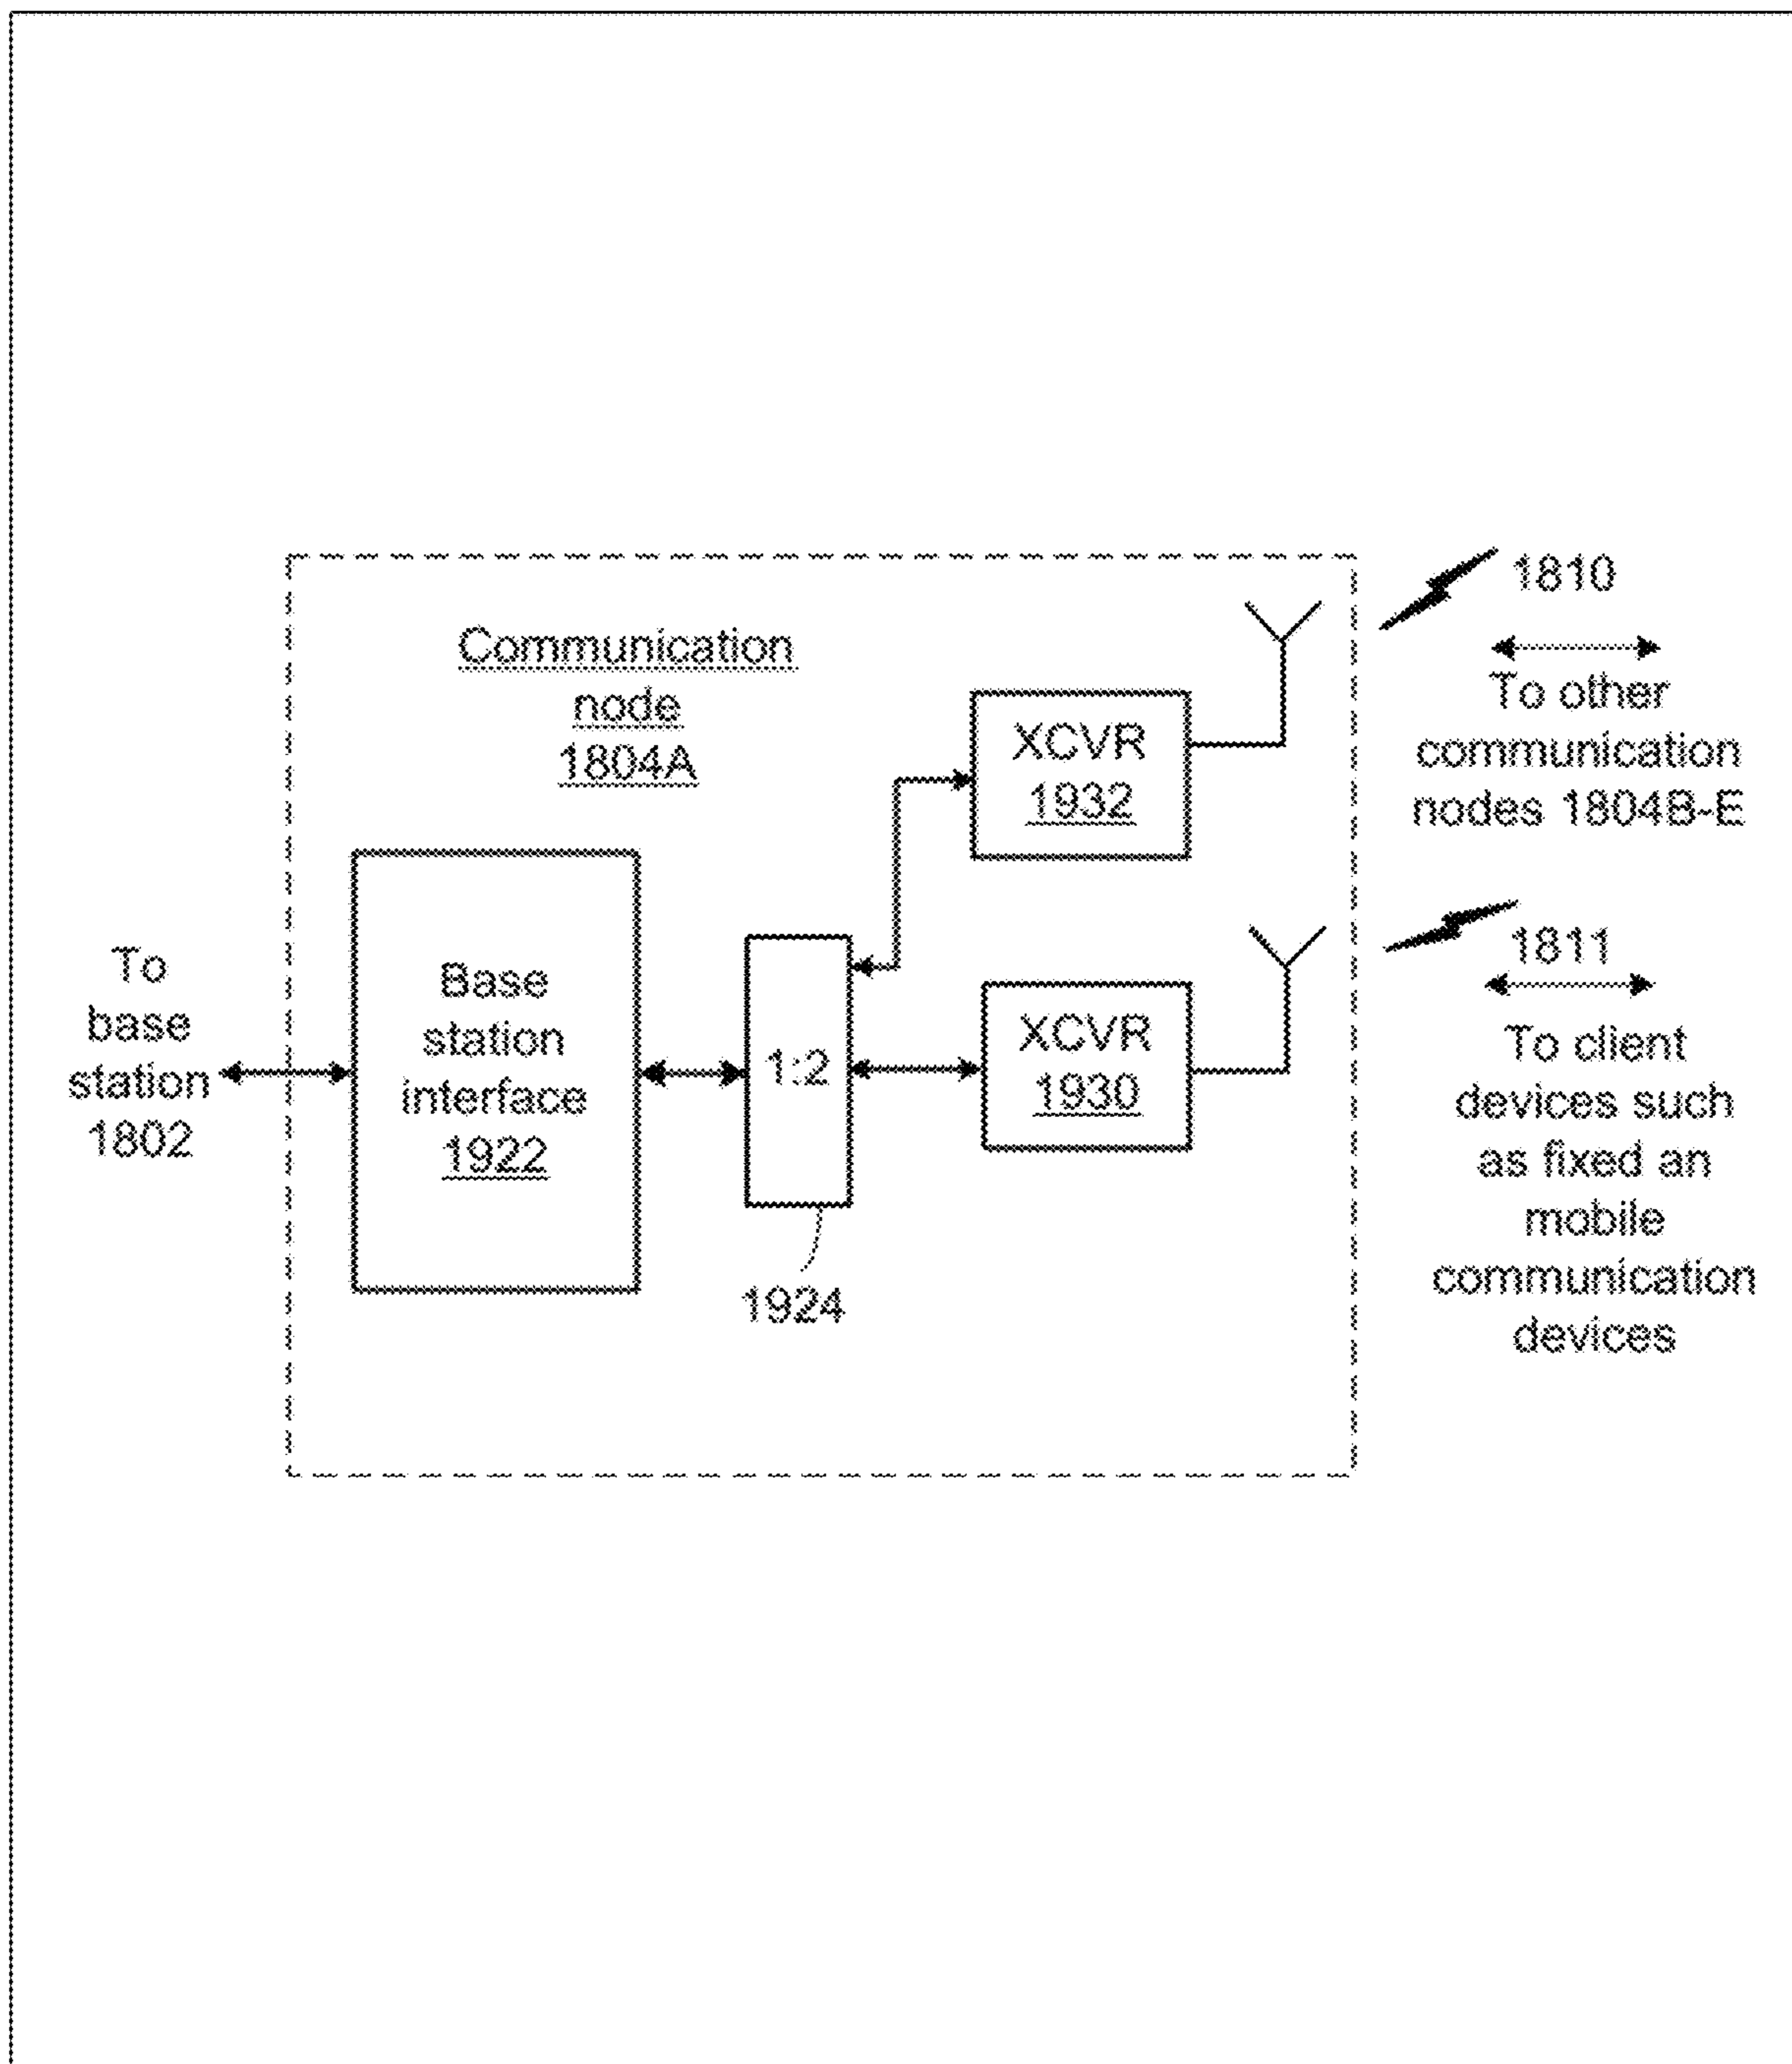 Communication
node
1804A
To
base
station
1802
Base
station
interface
1922
1:2
1924
XCVR
1932
XCVR
1930
1810
To other
communication
nodes 1804B-E
1811
To client
devices such
as fixed an
mobile
communication
devices